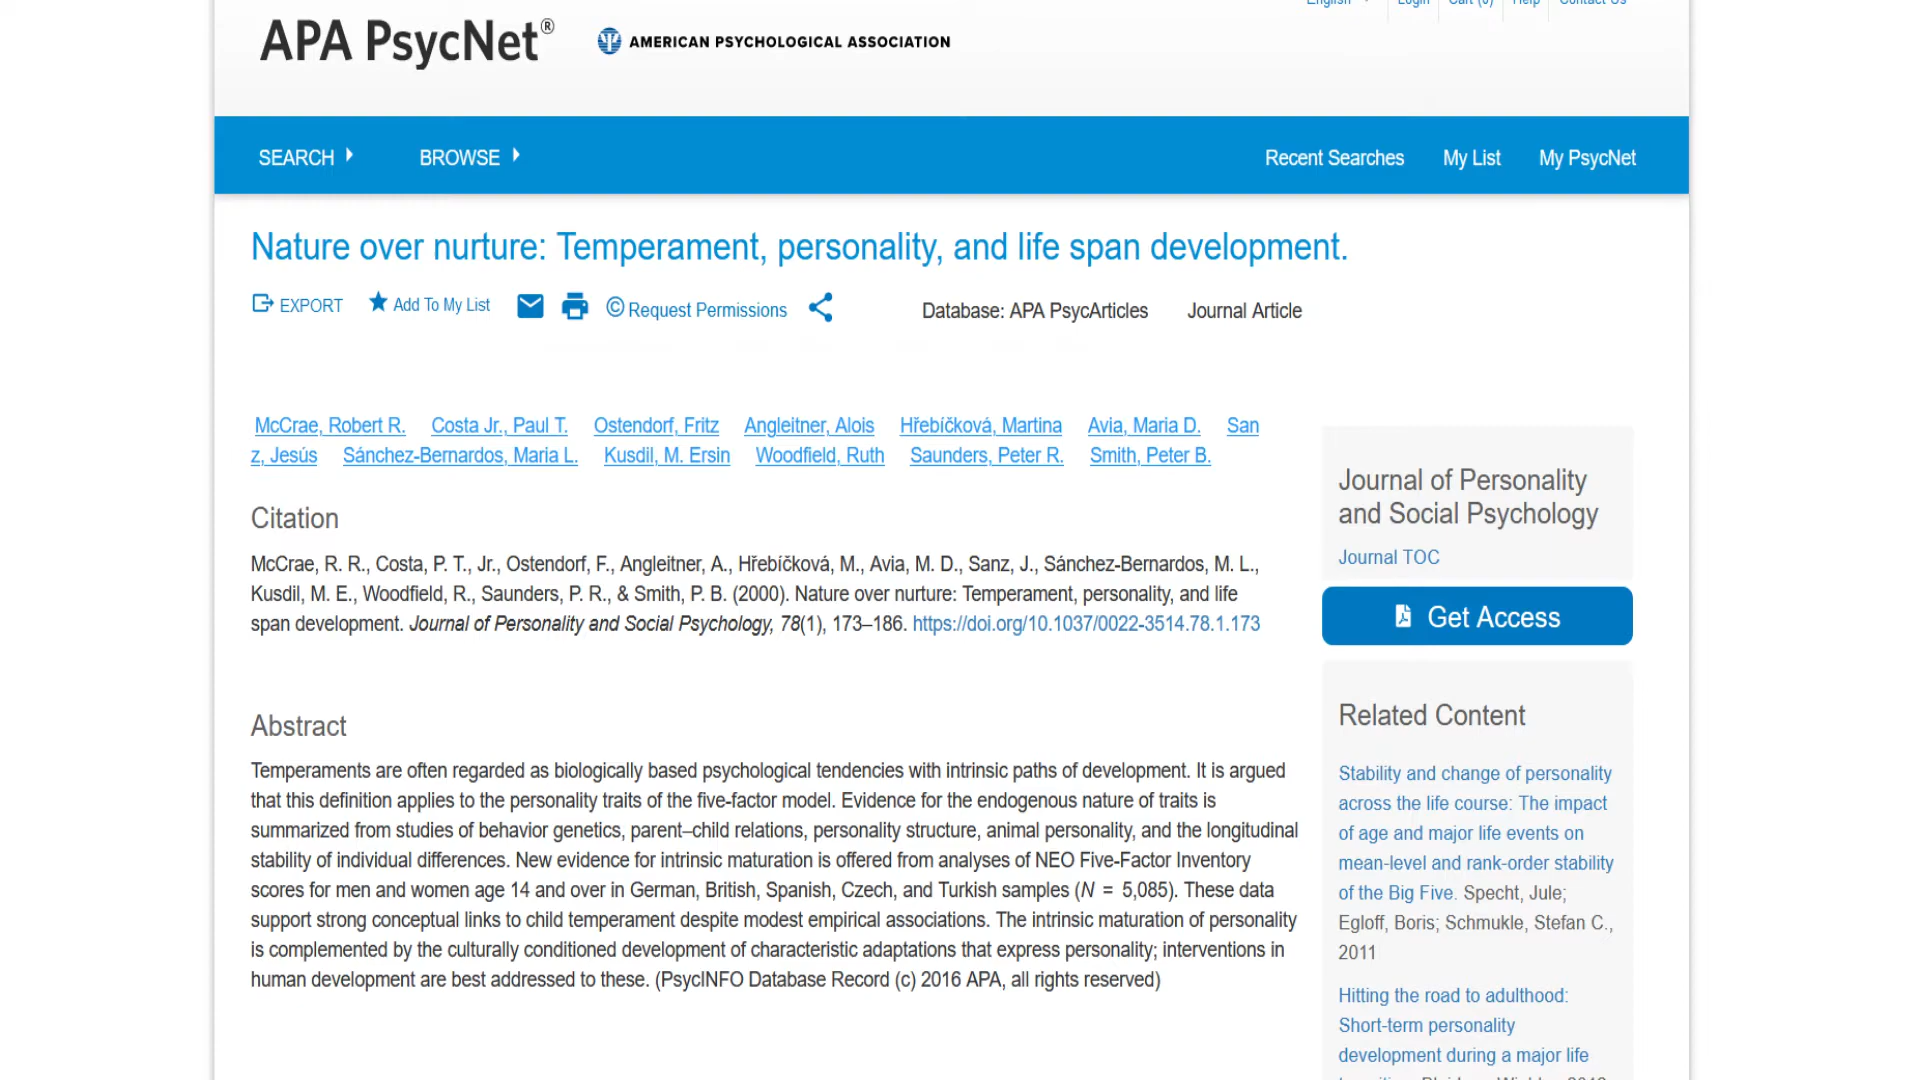 English Login Cart (0) Help Contact Us
APA PsycNet® AMERICAN PSYCHOLOGICAL ASSOCIATION
SEARCH BROWSE Recent Searches My List My PsycNet
Nature over nurture: Temperament, personality, and life span development.
EXPORT Add To My List © Request Permissions Database: APA PsycArticles Journal Article
McCrae, Robert R. Costa Jr., Paul T. Ostendorf, Fritz Angleitner, Alois Hřebíčková, Martina Avia, Maria D. San
z, Jesús Sánchez-Bernardos, Maria L. Kusdil, M. Ersin Woodfield, Ruth Saunders, Peter R. Smith, Peter B.
Citation
McCrae, R. R., Costa, P. T., Jr., Ostendorf, F., Angleitner, A., Hřebíčková, M., Avia, M. D., Sanz, J., Sánchez-Bernardos, M. L.,
Kusdil, M. E., Woodfield, R., Saunders, P. R., & Smith, P. B. (2000). Nature over nurture: Temperament, personality, and life
span development. Journal of Personality and Social Psychology, 78(1), 173–186. https://doi.org/10.1037/0022-3514.78.1.173
Abstract
Temperaments are often regarded as biologically based psychological tendencies with intrinsic paths of development. It is argued
that this definition applies to the personality traits of the five-factor model. Evidence for the endogenous nature of traits is
summarized from studies of behavior genetics, parent–child relations, personality structure, animal personality, and the longitudinal
stability of individual differences. New evidence for intrinsic maturation is offered from analyses of NEO Five-Factor Inventory
scores for men and women age 14 and over in German, British, Spanish, Czech, and Turkish samples (N = 5,085). These data
support strong conceptual links to child temperament despite modest empirical associations. The intrinsic maturation of personality
is complemented by the culturally conditioned development of characteristic adaptations that express personality; interventions in
human development are best addressed to these. (PsycINFO Database Record (c) 2016 APA, all rights reserved)
Journal of Personality
and Social Psychology
Journal TOC
Get Access
Related Content
Stability and change of personality
across the life course: The impact
of age and major life events on
mean-level and rank-order stability
of the Big Five. Specht, Jule;
Egloff, Boris; Schmukle, Stefan C.,
2011
Hitting the road to adulthood:
Short-term personality
development during a major life